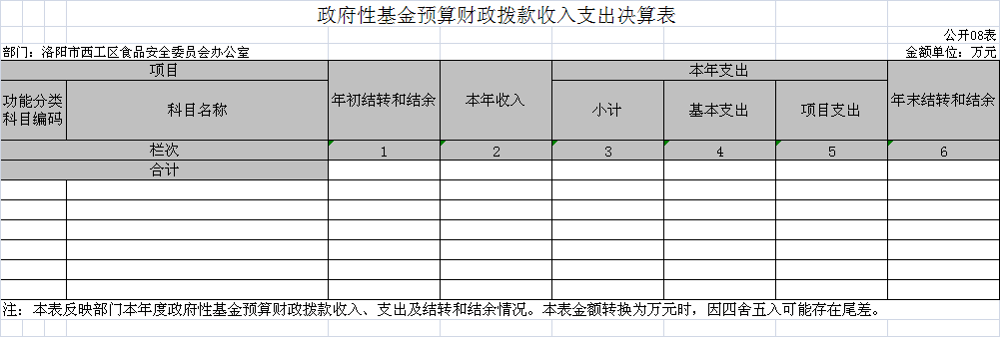 政府性基金预算财政拨款收入支出决算表
公开08表
部门：洛阳市西工区食品安全委员会办公室 金额单位：万元
项目 年初结转和结余 本年收入 本年支出 年末结转和结余
功能分类科目编码 科目名称 小计 基本支出 项目支出
栏次 1 2 3 4 5 6
合计
注：本表反映部门本年度政府性基金预算财政拨款收入、支出及结转和结余情况。本表金额转换为万元时，因四舍五入可能存在尾差。